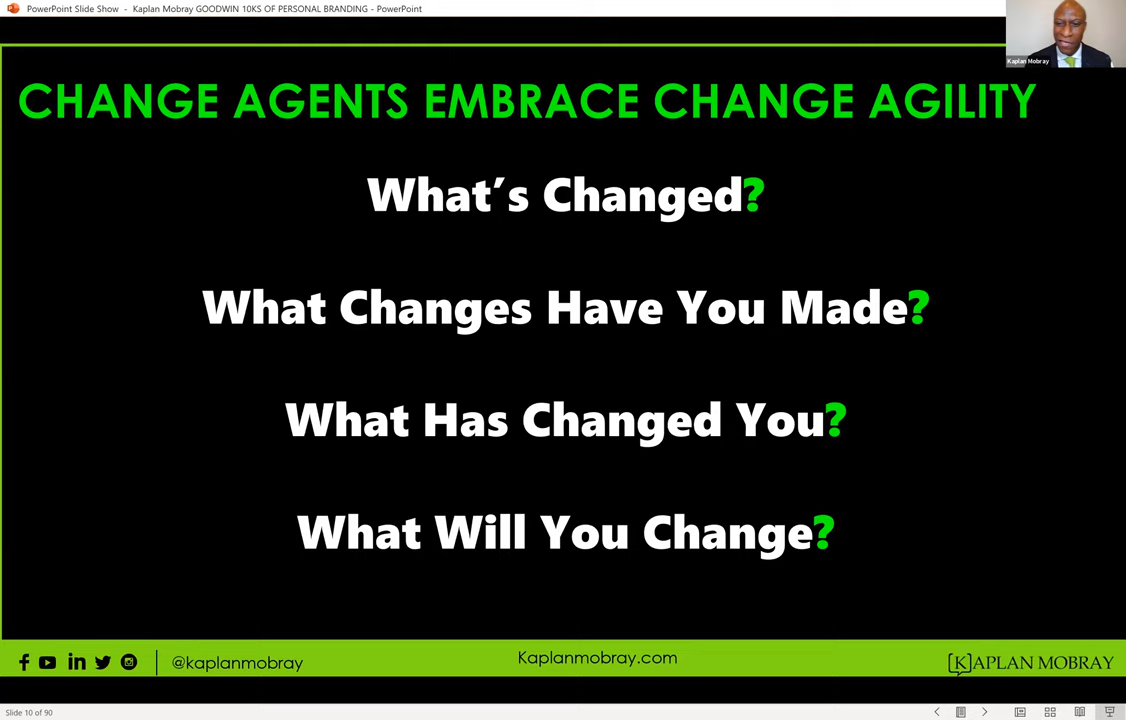 PowerPoint Slide Show - Kaplan Mobray GOODWIN 10KS OF PERSONAL BRANDING - PowerPoint
Kaplan Mobray
CHANGE AGENTS EMBRACE CHANGE AGILITY
What's Changed?
What Changes Have You Made?
What Has Changed You?
What Will You Change?
@kaplanmobray
Kaplanmobray.com
[K]APLAN MOBRAY
Slide 10 of 90